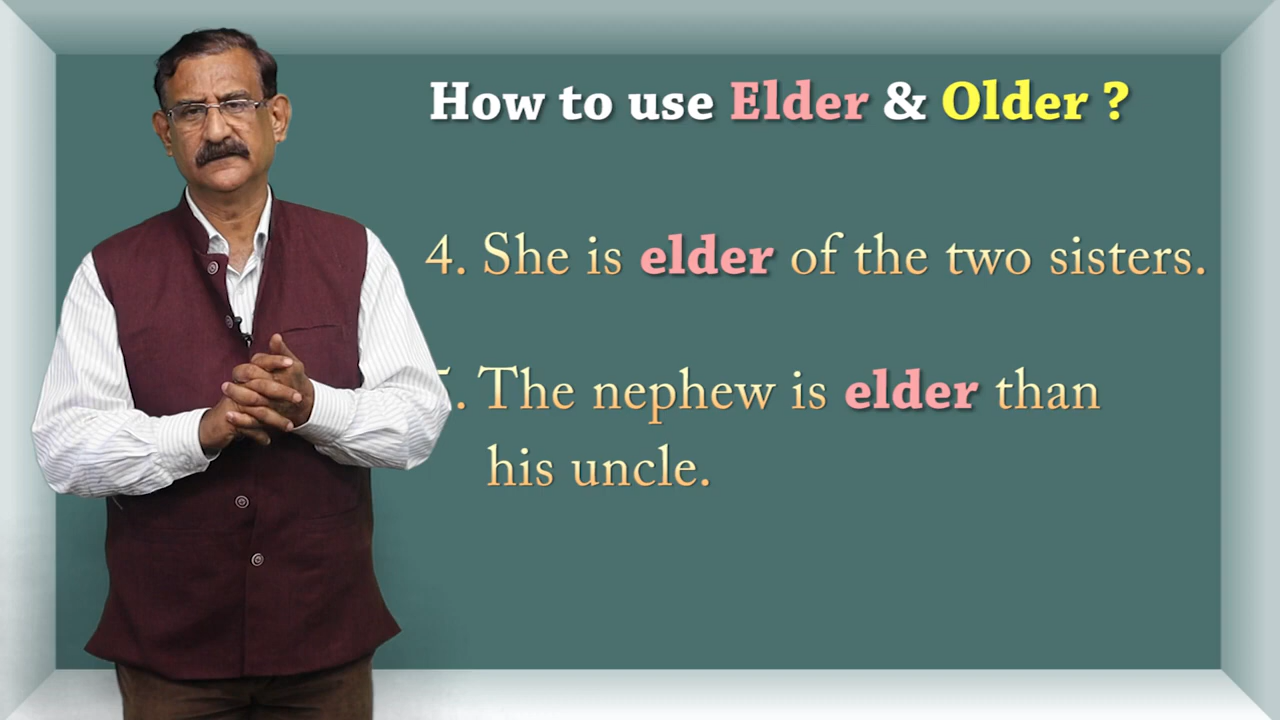 How to use Elder & Older ?
4. She is elder of the two sisters.
. The nephew is elder than
his uncle.